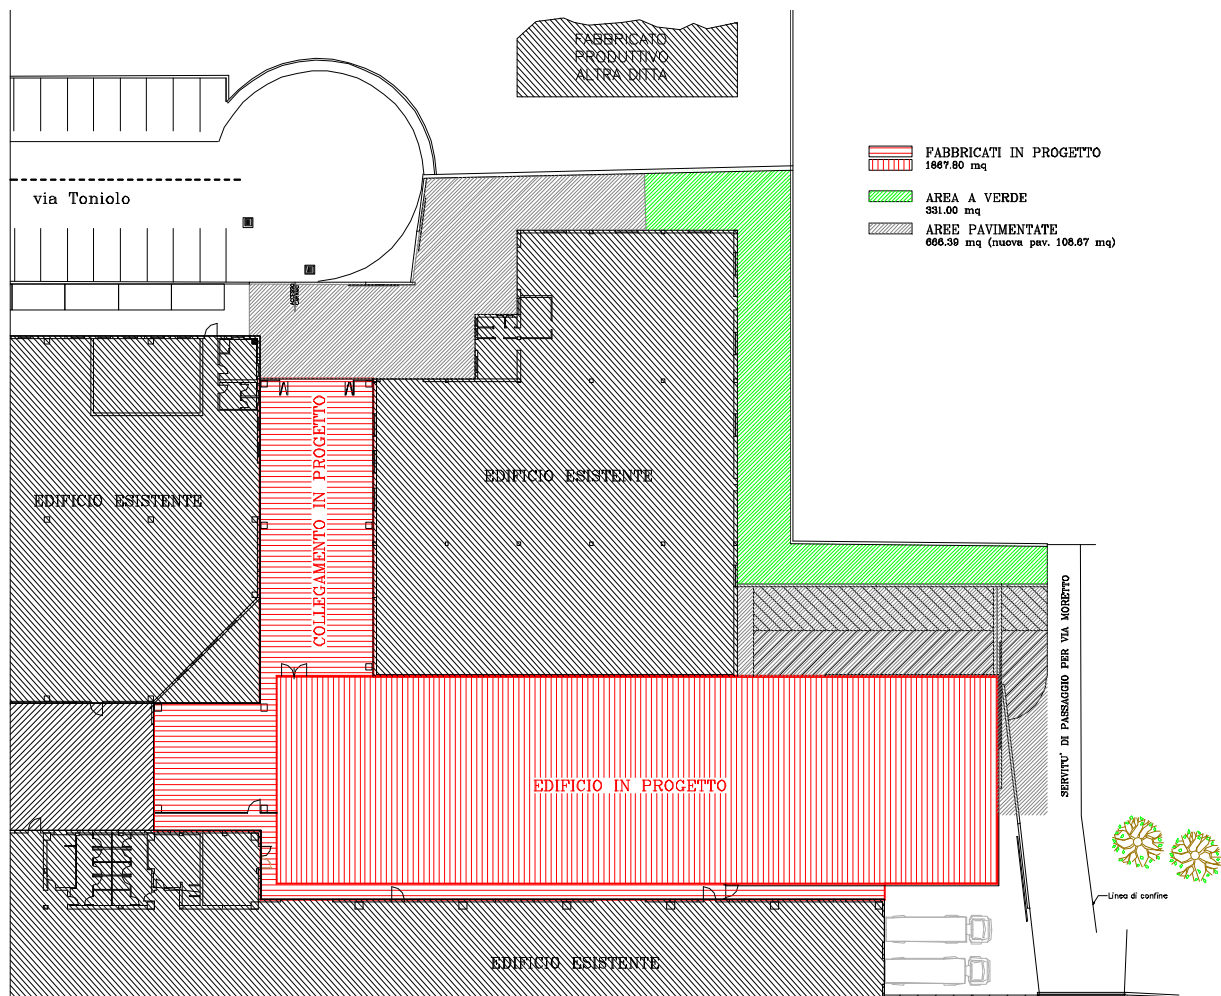 FABBRICATO
PRODUTTIVO
ALTRA DITTA
FABBRICATI IN PROGETTO
1867.80 mq
AREA A VERDE
331.00 mq
AREE PAVIMENTATE
666.39 mq (nuova pav. 108.67 mq)
via Toniolo
EDIFICIO ESISTENTE
COLLEGAMENTO IN PROGETTO
EDIFICIO ESISTENTE
SERVITU' DI PASSAGGIO PER VIA MORETTO
EDIFICIO IN PROGETTO
Linea di confine
EDIFICIO ESISTENTE